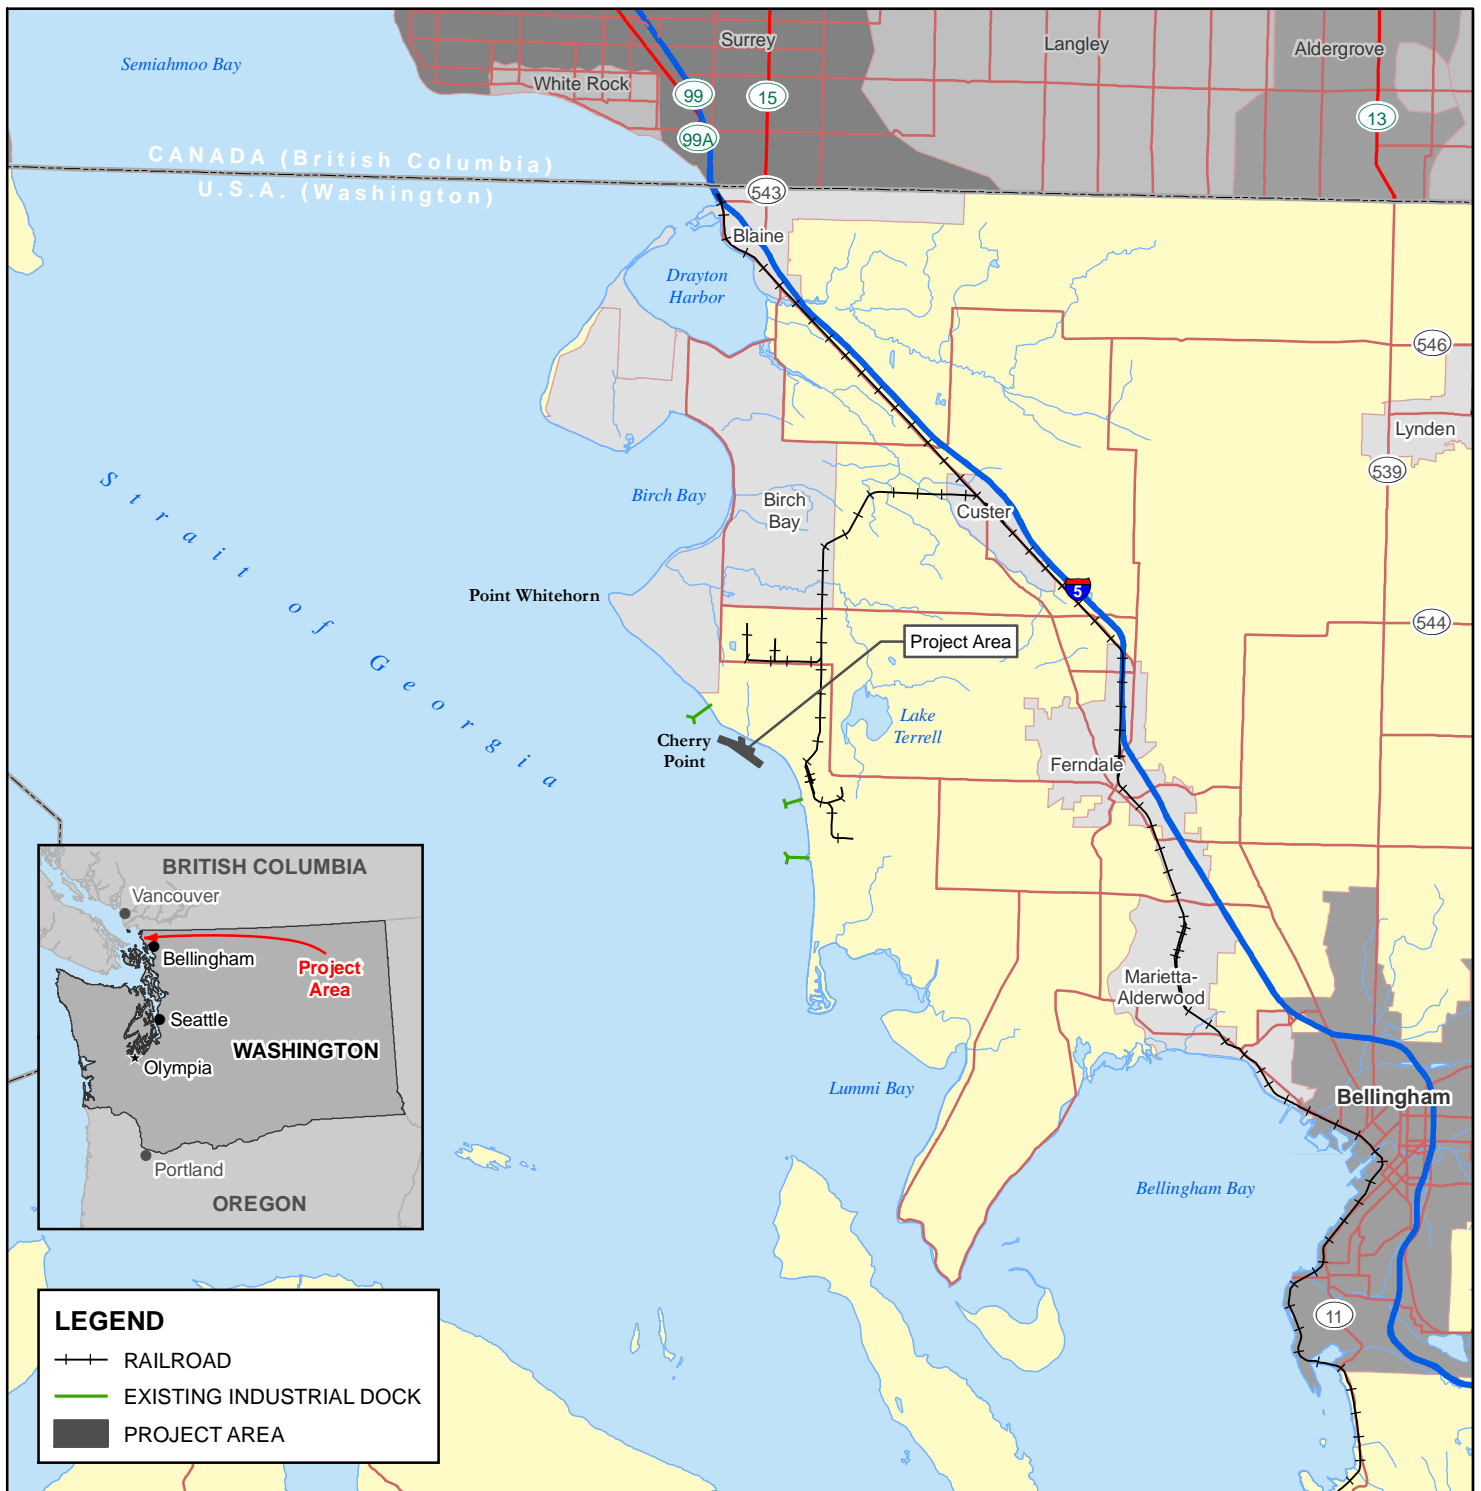 Semiahmoo Bay
Surrey
Langley
Aldergrove
White Rock
99
15
13
99A
CANADA (British Columbia)
U.S.A. (Washington)
543
Blaine
Drayton
Harbor
546
Lynden
539
Strait of Georgia
Birch Bay
Birch
Bay
Custer
Point Whitehorn
5
544
Project Area
Lake
Terrell
Cherry
Point
Ferndale
BRITISH COLUMBIA
Vancouver
Bellingham
Project
Area
Seattle
WASHINGTON
Olympia
Portland
OREGON
Marietta-
Alderwood
Lummi Bay
Bellingham
Bellingham Bay
11
LEGEND
RAILROAD
EXISTING INDUSTRIAL DOCK
PROJECT AREA